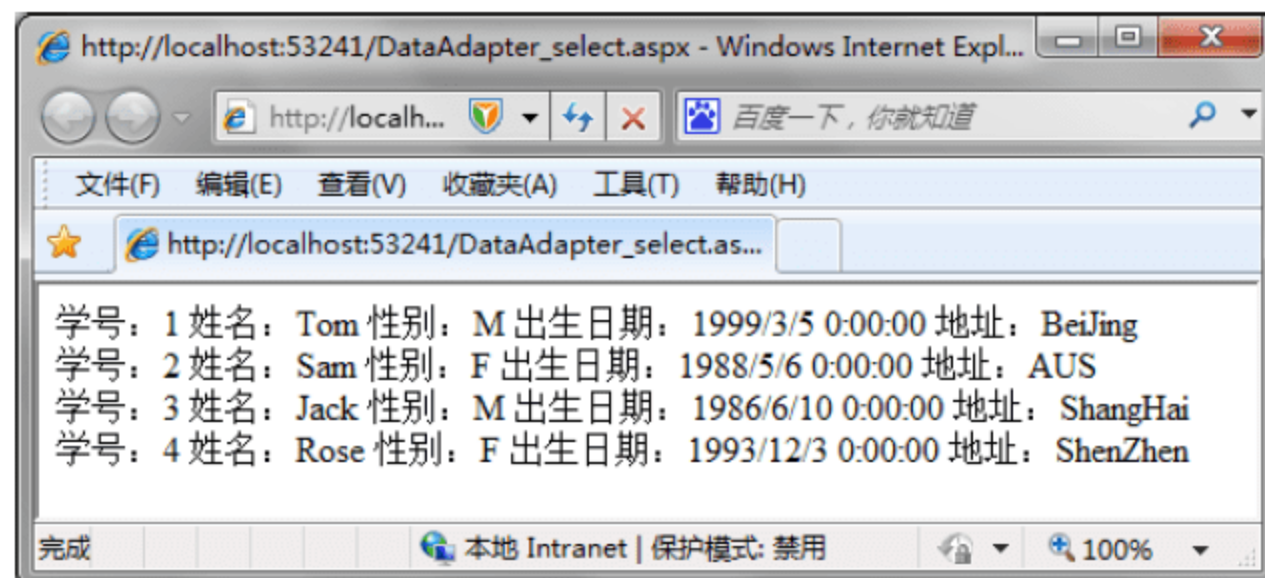 http://localhost:53241/DataAdapter_select.aspx - Windows Internet Expl...
http://localh... 百度一下，你就知道
文件(F) 编辑(E) 查看(V) 收藏夹(A) 工具(T) 帮助(H)
http://localhost:53241/DataAdapter_select.as...
学号：1 姓名：Tom 性别：M 出生日期：1999/3/5 0:00:00 地址：BeiJing
学号：2 姓名：Sam 性别：F 出生日期：1988/5/6 0:00:00 地址：AUS
学号：3 姓名：Jack 性别：M 出生日期：1986/6/10 0:00:00 地址：ShangHai
学号：4 姓名：Rose 性别：F 出生日期：1993/12/3 0:00:00 地址：ShenZhen
完成 本地 Intranet | 保护模式: 禁用 100%